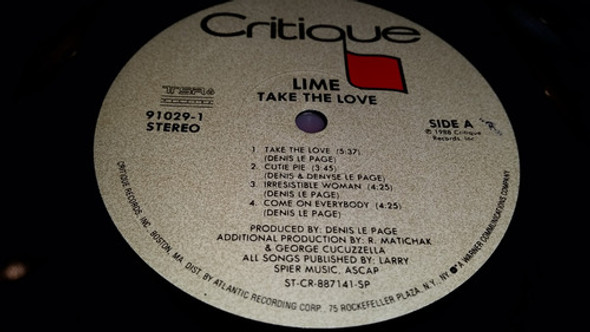 Critique
LIME
TAKE THE LOVE
91029-1
STEREO
SIDE A
℗ 1988 Critique
Records, Inc.
1. TAKE THE LOVE (5:37)
(DENIS LE PAGE)
2. CUTIE PIE (3:45)
(DENIS & DENYSE LE PAGE)
3. IRRESISTIBLE WOMAN (4:25)
(DENIS LE PAGE)
4. COME ON EVERYBODY (4:25)
(DENIS LE PAGE)
PRODUCED BY: DENIS LE PAGE
ADDITIONAL PRODUCTION BY: R. MATICHAK
& GEORGE CUCUZZELLA
ALL SONGS PUBLISHED BY: LARRY
SPIER MUSIC, ASCAP
ST-CR-887141-SP
CRITIQUE RECORDS, INC., BOSTON, MA. DIST. BY ATLANTIC RECORDING CORP., 75 ROCKEFELLER PLAZA, N.Y., N.Y. A WARNER COMMUNICATIONS COMPANY